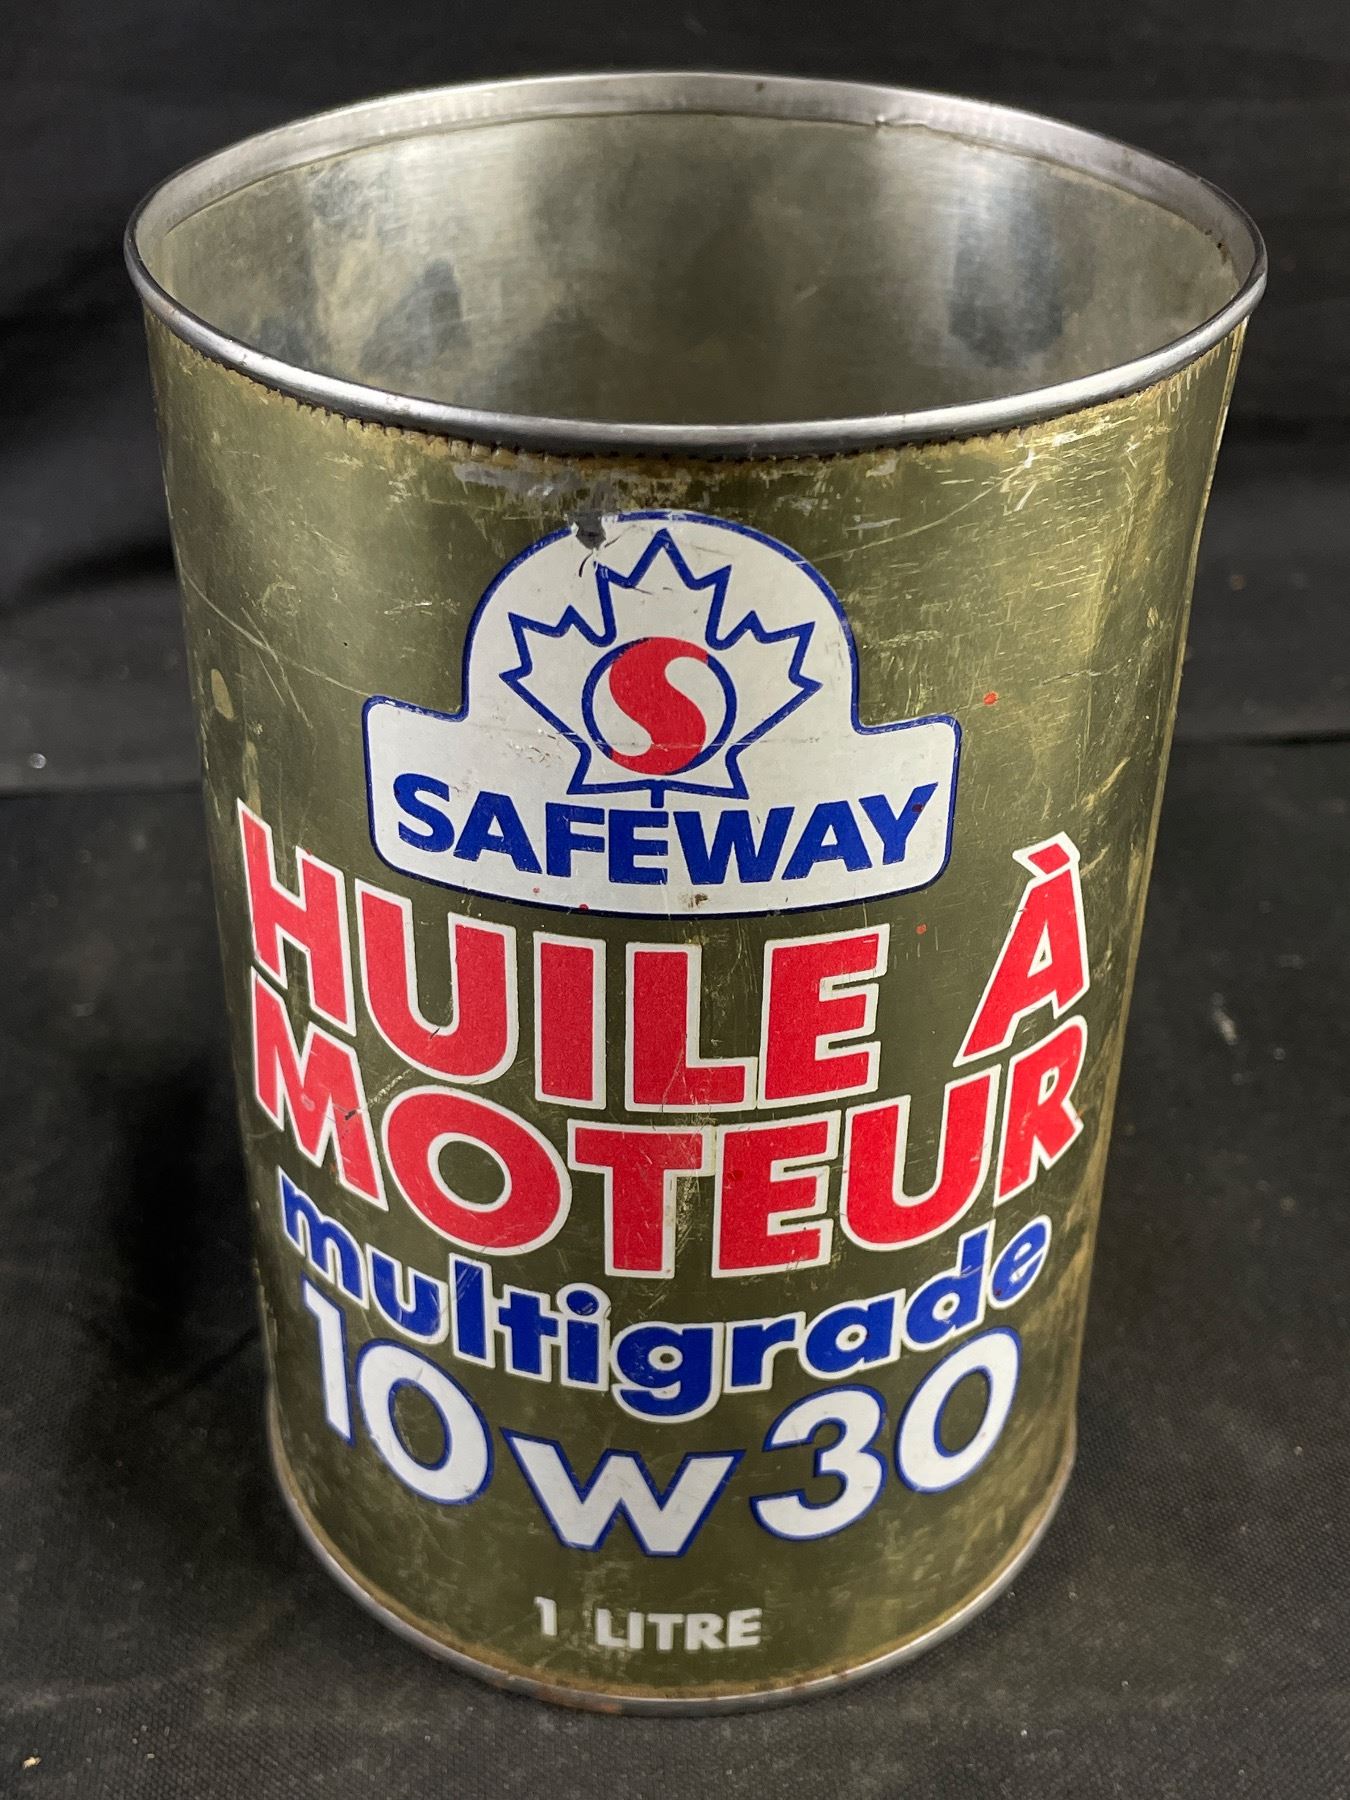 S
SAFEWAY
HUILE À
MOTEUR
multigrade
10w30
1 LITRE